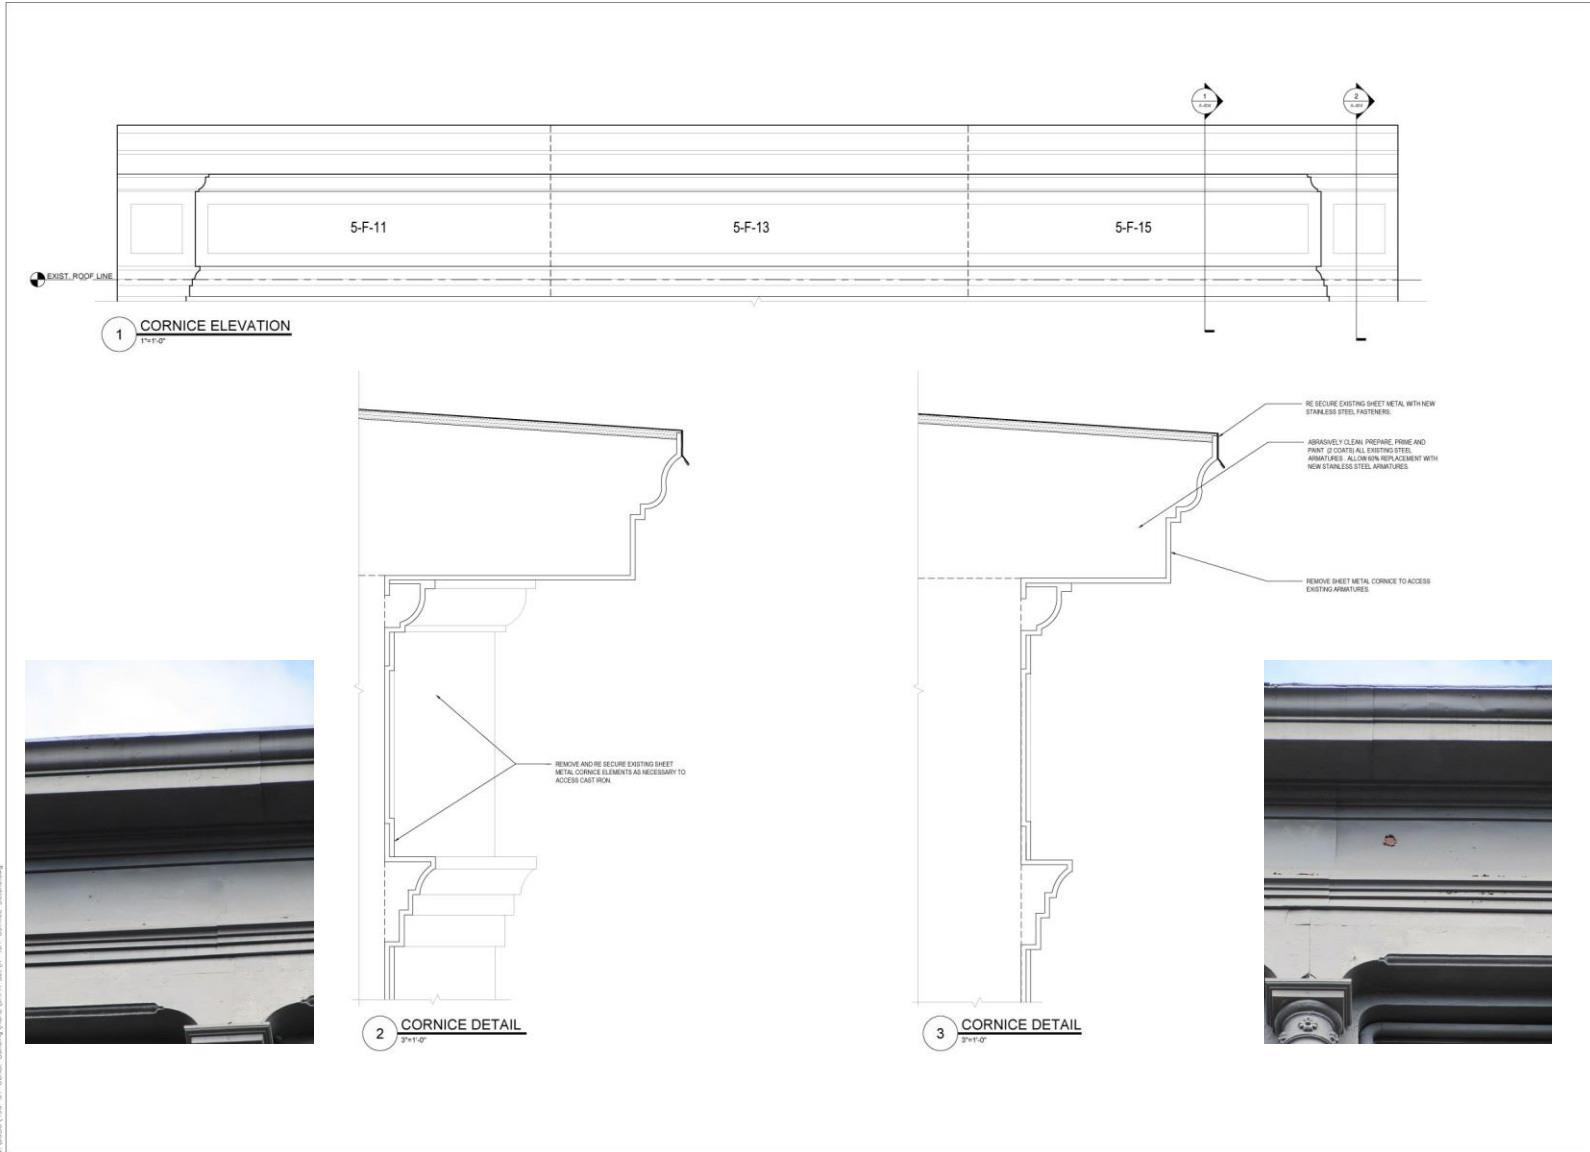 1
A-404
2
A-404
5-F-11
5-F-13
5-F-15
EXIST. ROOF LINE
1
CORNICE ELEVATION
1"=1'-0"
RE SECURE EXISTING SHEET METAL WITH NEW
STAINLESS STEEL FASTENERS.
ABRASIVELY CLEAN, PREPARE, PRIME AND
PAINT (2 COATS) ALL EXISTING STEEL
ARMATURES. ALLOW 60% REPLACEMENT WITH
NEW STAINLESS STEEL ARMATURES.
REMOVE SHEET METAL CORNICE TO ACCESS
EXISTING ARMATURES.
REMOVE AND RE SECURE EXISTING SHEET
METAL CORNICE ELEMENTS AS NECESSARY TO
ACCESS CAST IRON.
2
CORNICE DETAIL
3"=1'-0"
3
CORNICE DETAIL
3"=1'-0"